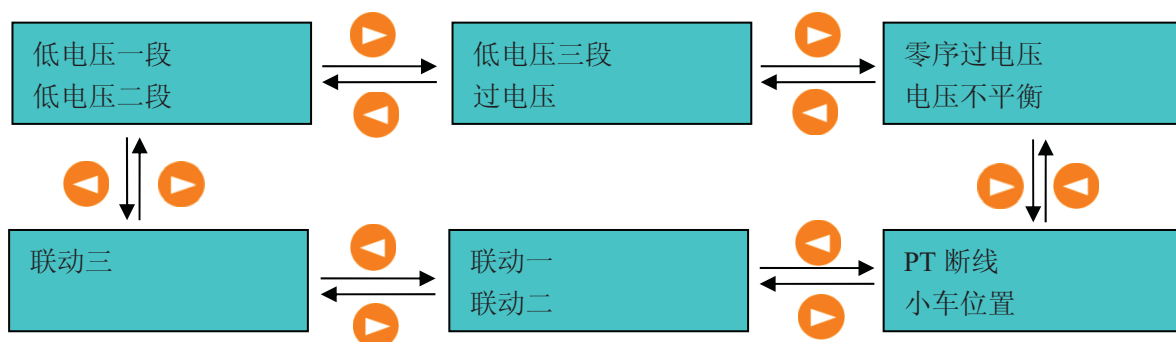 低电压一段
低电压二段
低电压三段
过电压
零序过电压
电压不平衡
联动三
联动一
联动二
PT 断线
小车位置